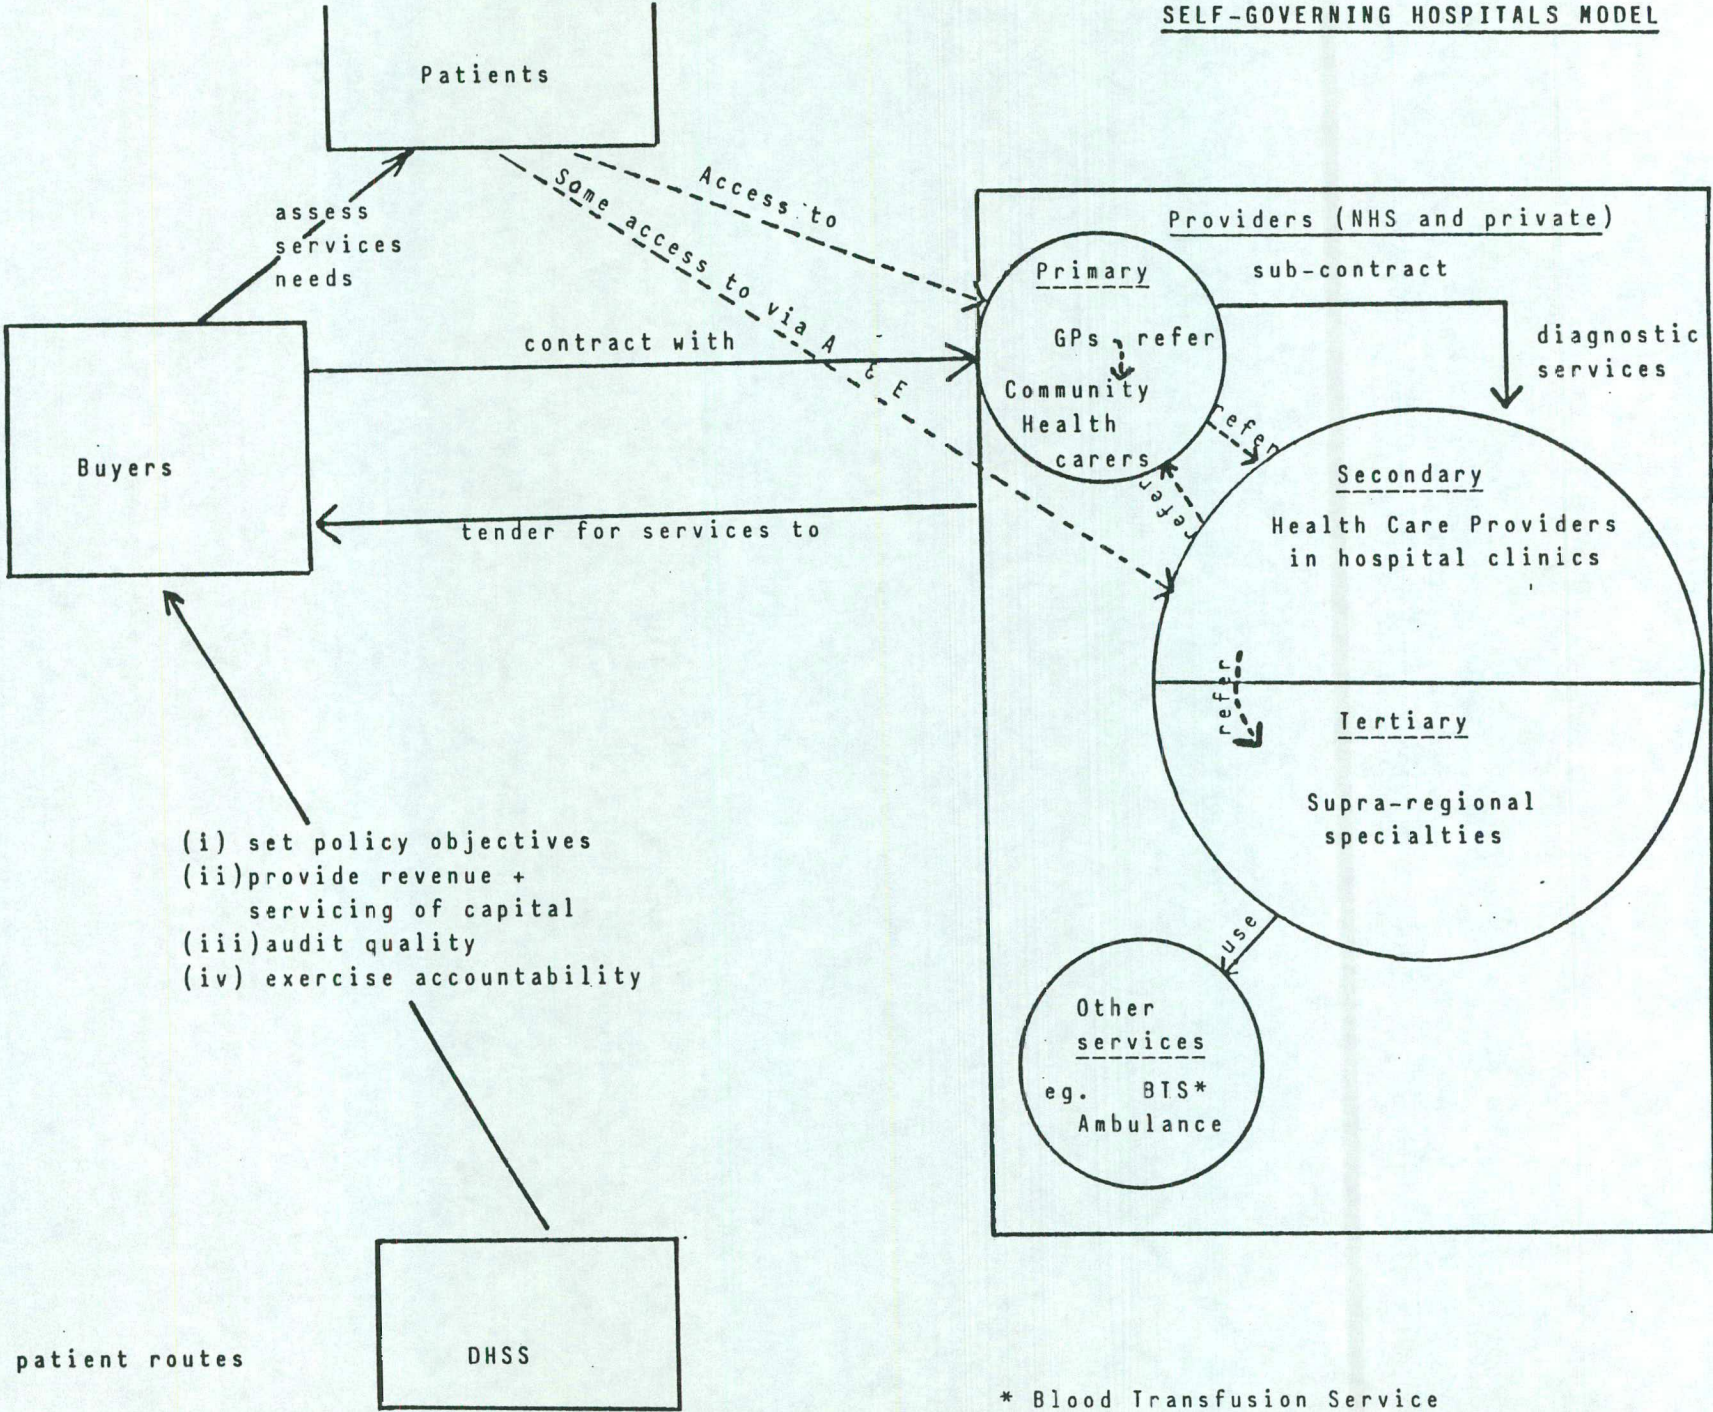 SELF-GOVERNING HOSPITALS MODEL
Patients
assess
services
needs
Access to
Some access to via A & E
Providers (NHS and private)
sub-contract
Primary
GPs refer
Community
Health
carers
diagnostic
services
contract with
Buyers
tender for services to
refer
refer
Secondary
Health Care Providers
in hospital clinics
refer
Tertiary
Supra-regional
specialties
(i) set policy objectives
(ii)provide revenue +
servicing of capital
(iii)audit quality
(iv) exercise accountability
use
Other
services
eg. BTS*
Ambulance
DHSS
patient routes
* Blood Transfusion Service